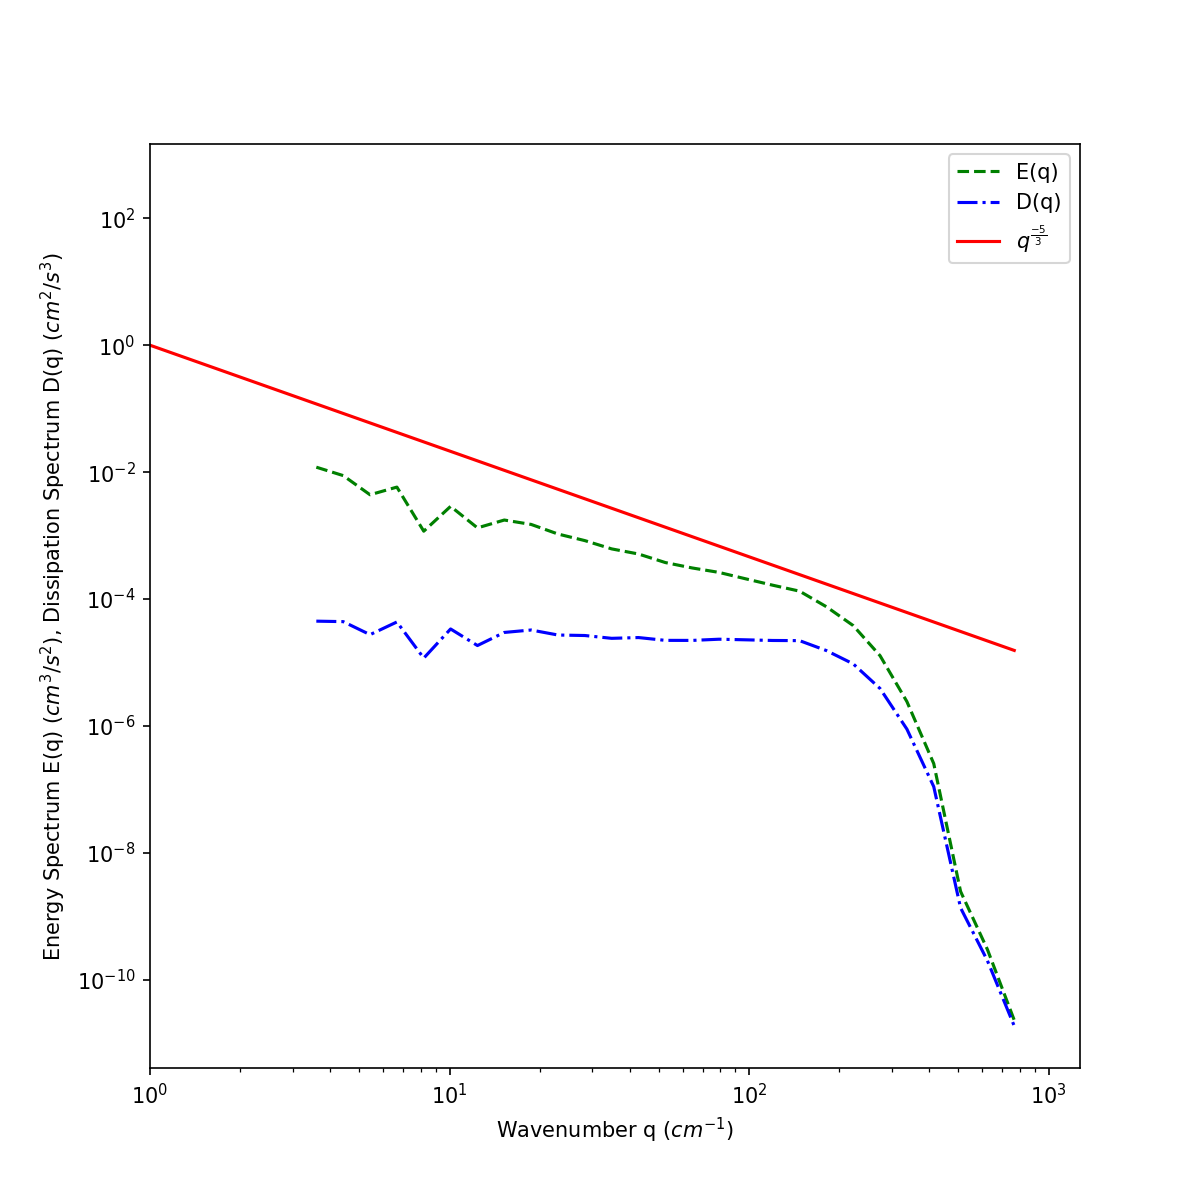 E(q)
D(q)
q^{\frac{-5}{3}}
10^2
10^0
10^{-2}
10^{-4}
10^{-6}
10^{-8}
10^{-10}
Energy Spectrum E(q) (cm^3/s^2), Dissipation Spectrum D(q) (cm^2/s^3)
10^0 10^1 10^2 10^3
Wavenumber q (cm^{-1})